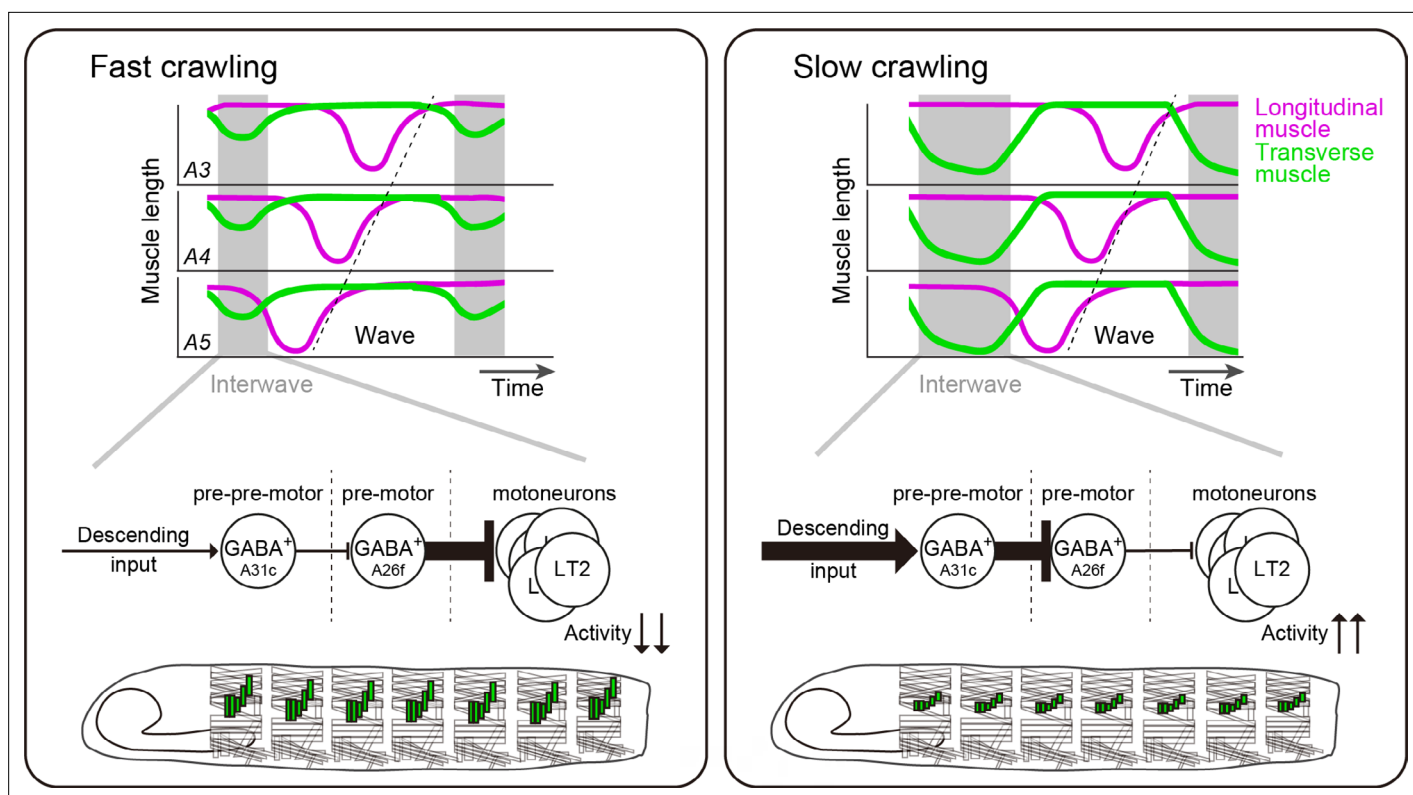 Fast crawling
Muscle length
A3
A4
A5
Wave
Interwave
Time
pre-pre-motor
pre-motor
motoneurons
Descending
input
GABA+
A31c
GABA+
A26f
L
L
LT2
Activity
Slow crawling
Longitudinal
muscle
Transverse
muscle
Muscle length
Wave
Interwave
Time
pre-pre-motor
pre-motor
motoneurons
Descending
input
GABA+
A31c
GABA+
A26f
L
L
LT2
Activity